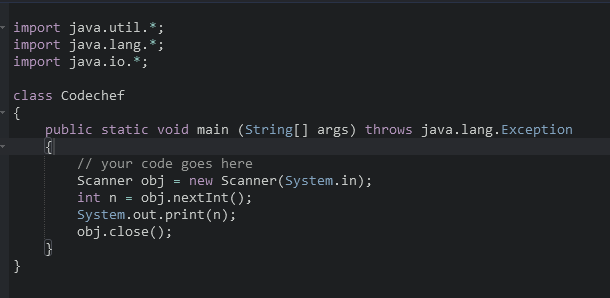 import java.util.*;
import java.lang.*;
import java.io.*;
class Codechef
{
public static void main (String[] args) throws java.lang.Exception
{
// your code goes here
Scanner obj = new Scanner(System.in);
int n = obj.nextInt();
System.out.print(n);
obj.close();
}
}